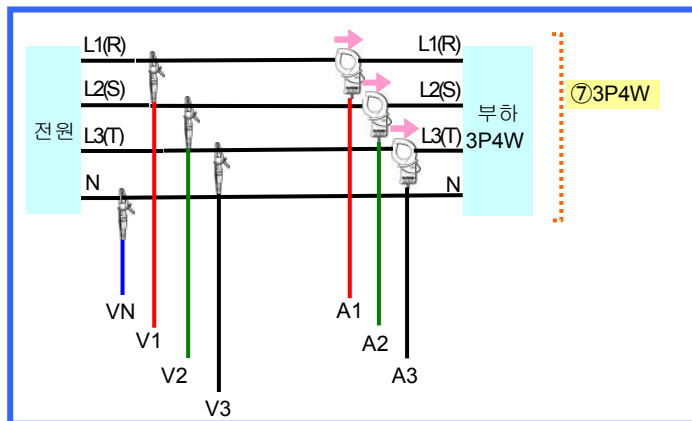 L1(R)
L1(R)
L2(S)
L2(S)
전원
부하
3P4W
L3(T)
L3(T)
N
N
⑦3P4W
VN
V1
V2
V3
A1
A2
A3